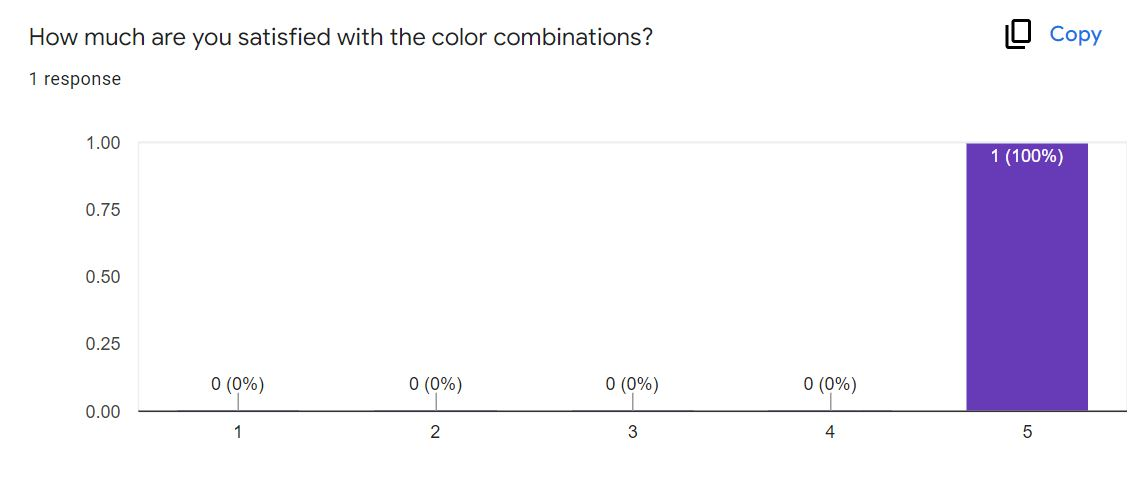 How much are you satisfied with the color combinations?
Copy
1 response
1.00
1 (100%)
0.75
0.50
0.25
0 (0%) 0 (0%) 0 (0%) 0 (0%)
0.00
1 2 3 4 5